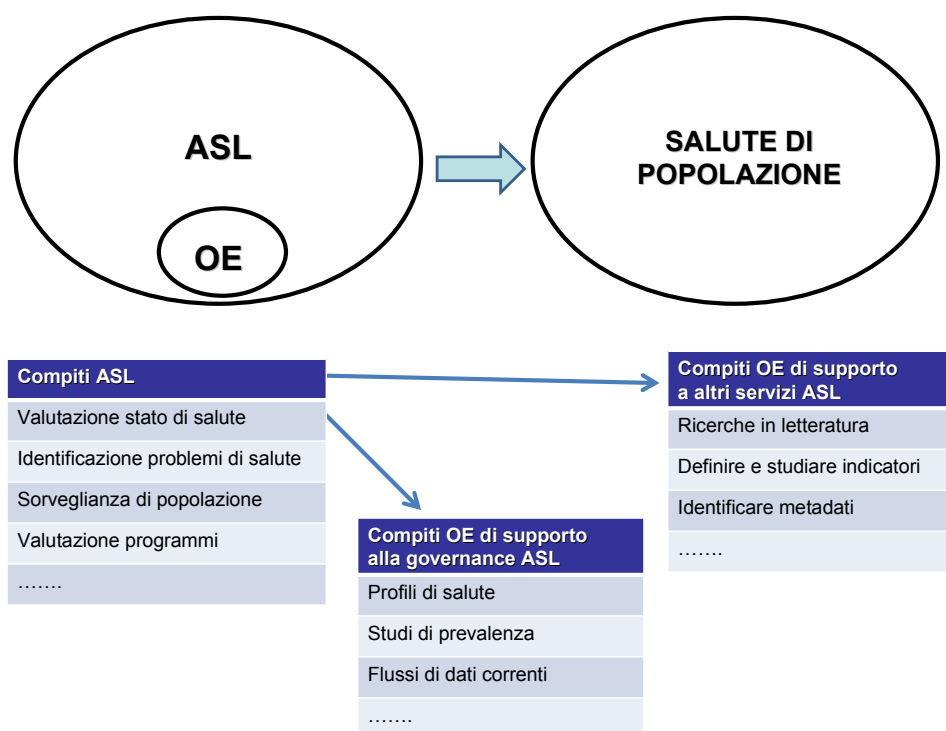 ASL
OE
SALUTE DI
POPOLAZIONE
Compiti ASL
Valutazione stato di salute
Identificazione problemi di salute
Sorveglianza di popolazione
Valutazione programmi
…….
Compiti OE di supporto
alla governance ASL
Profili di salute
Studi di prevalenza
Flussi di dati correnti
…….
Compiti OE di supporto
a altri servizi ASL
Ricerche in letteratura
Definire e studiare indicatori
Identificare metadati
…….